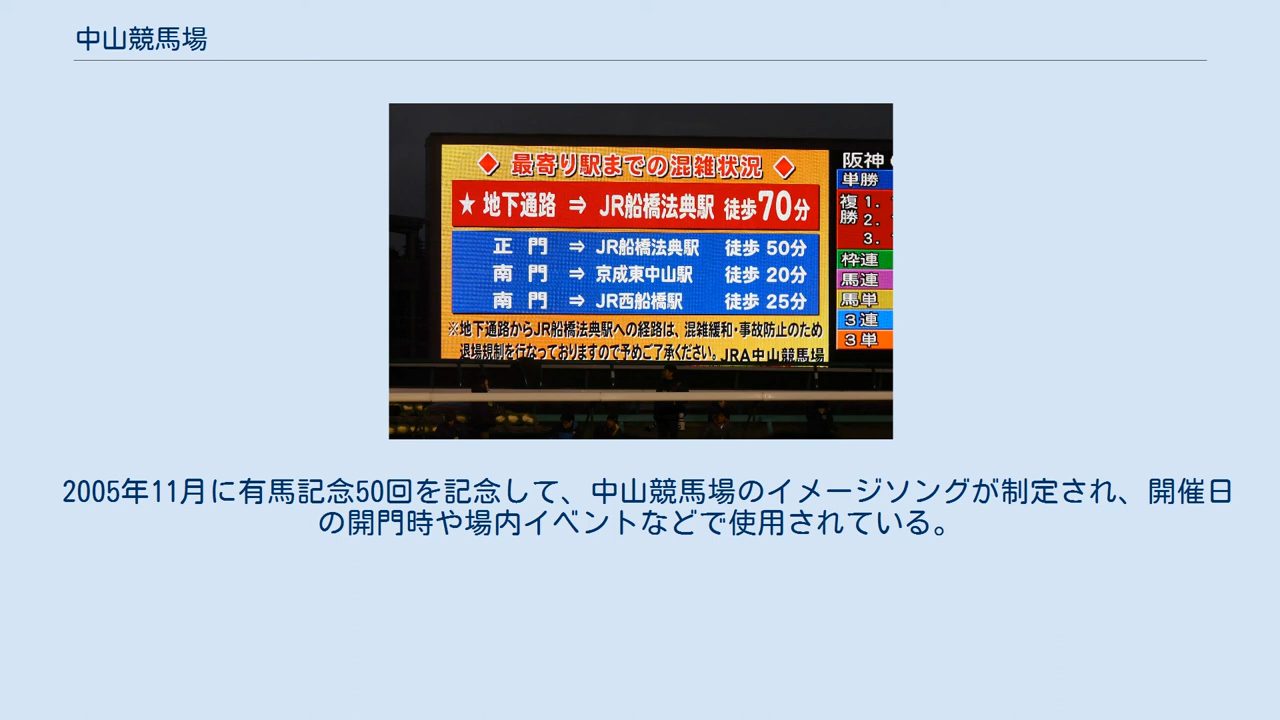 中山競馬場
◆ 最寄り駅までの混雑状況 ◆
★ 地下通路 ⇒ JR船橋法典駅 徒歩70分
正門 ⇒ JR船橋法典駅 徒歩 50分
南門 ⇒ 京成東中山駅 徒歩 20分
南門 ⇒ JR西船橋駅 徒歩 25分
※地下通路からJR船橋法典駅への経路は、混雑緩和・事故防止のため
退場規制を行なっておりますので予めご了承ください。JRA中山競馬場
阪神
単勝
複勝 1.
2.
3.
枠連
馬連
馬単
3連
3単
2005年11月に有馬記念50回を記念して、中山競馬場のイメージソングが制定され、開催日
の開門時や場内イベントなどで使用されている。